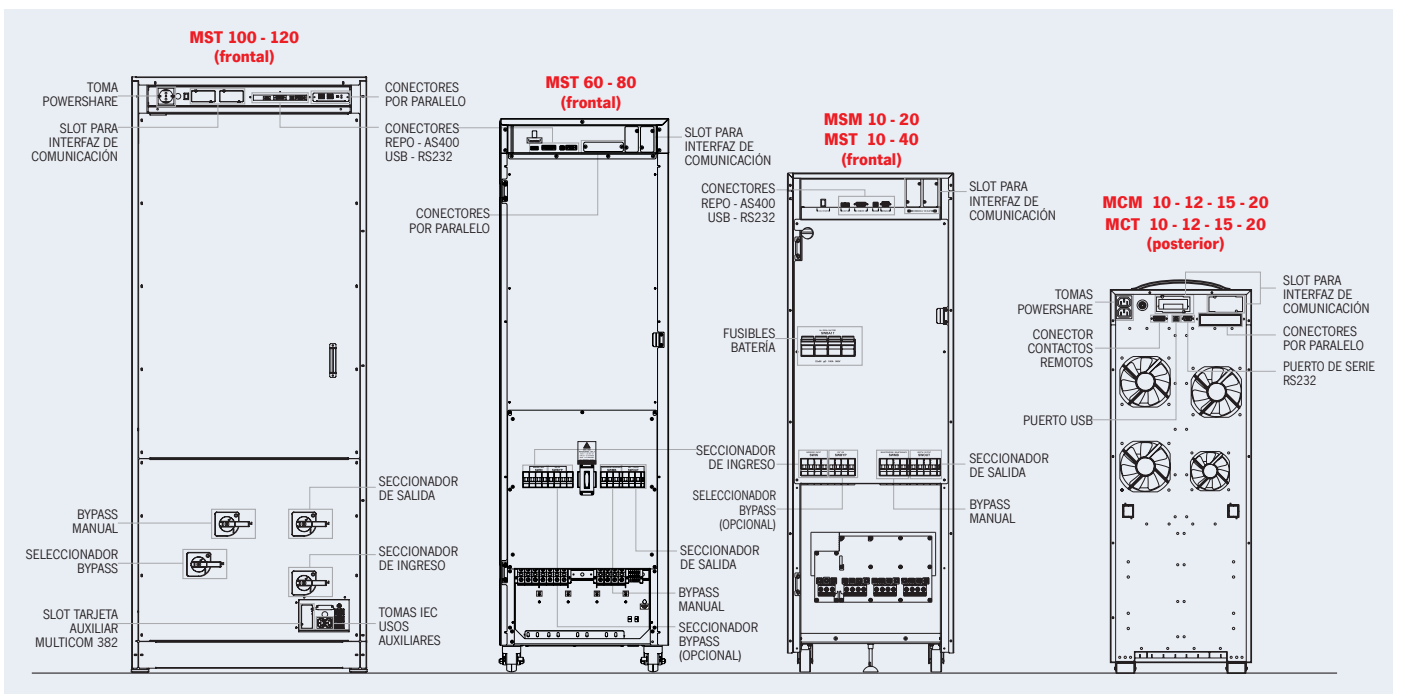 MST 100 - 120
(frontal)
TOMA
POWERSHARE
SLOT PARA
INTERFAZ DE
COMUNICACIÓN
CONECTORES
POR PARALELO
CONECTORES
REPO - AS400
USB - RS232
BYPASS
MANUAL
SELECCIONADOR
BYPASS
SLOT TARJETA
AUXILIAR
MULTICOM 382
SECCIONADOR
DE SALIDA
SECCIONADOR
DE INGRESO
TOMAS IEC
USOS
AUXILIARES
MST 60 - 80
(frontal)
SLOT PARA
INTERFAZ DE
COMUNICACIÓN
CONECTORES
POR PARALELO
SECCIONADOR
DE INGRESO
SECCIONADOR
DE SALIDA
BYPASS
MANUAL
SECCIONADOR
BYPASS
(OPCIONAL)
MSM 10 - 20
MST 10 - 40
(frontal)
CONECTORES
REPO - AS400
USB - RS232
SLOT PARA
INTERFAZ DE
COMUNICACIÓN
FUSIBLES
BATERÍA
SELECCIONADOR
BYPASS
(OPCIONAL)
SECCIONADOR
DE SALIDA
BYPASS
MANUAL
MCM 10 - 12 - 15 - 20
MCT 10 - 12 - 15 - 20
(posterior)
TOMAS
POWERSHARE
CONECTOR
CONTACTOS
REMOTOS
PUERTO USB
SLOT PARA
INTERFAZ DE
COMUNICACIÓN
CONECTORES
POR PARALELO
PUERTO DE SERIE
RS232